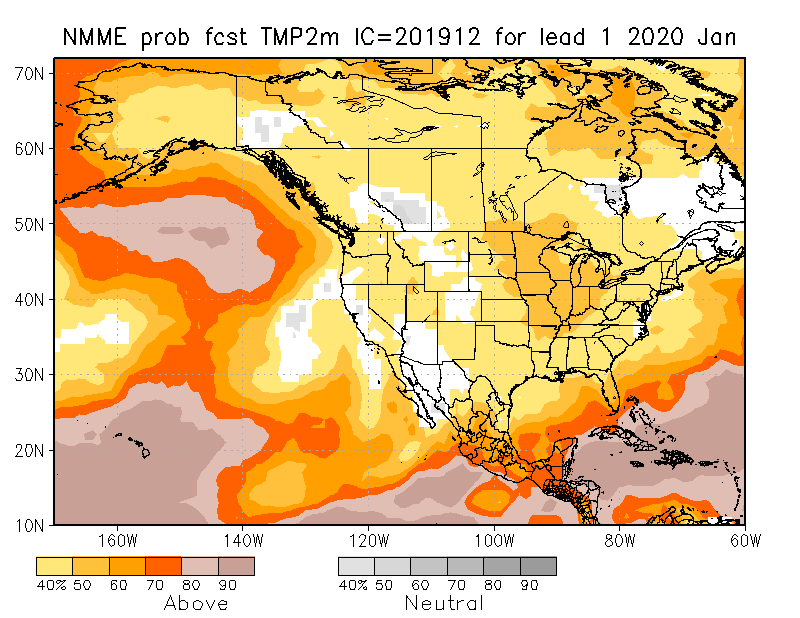 NMME prob fcst TMP2m IC=201912 for lead 1 2020 Jan
70N
60N
50N
40N
30N
20N
10N
160W 140W 120W 100W 80W 60W
40% 50 60 70 80 90 40% 50 60 70 80 90
Above Neutral